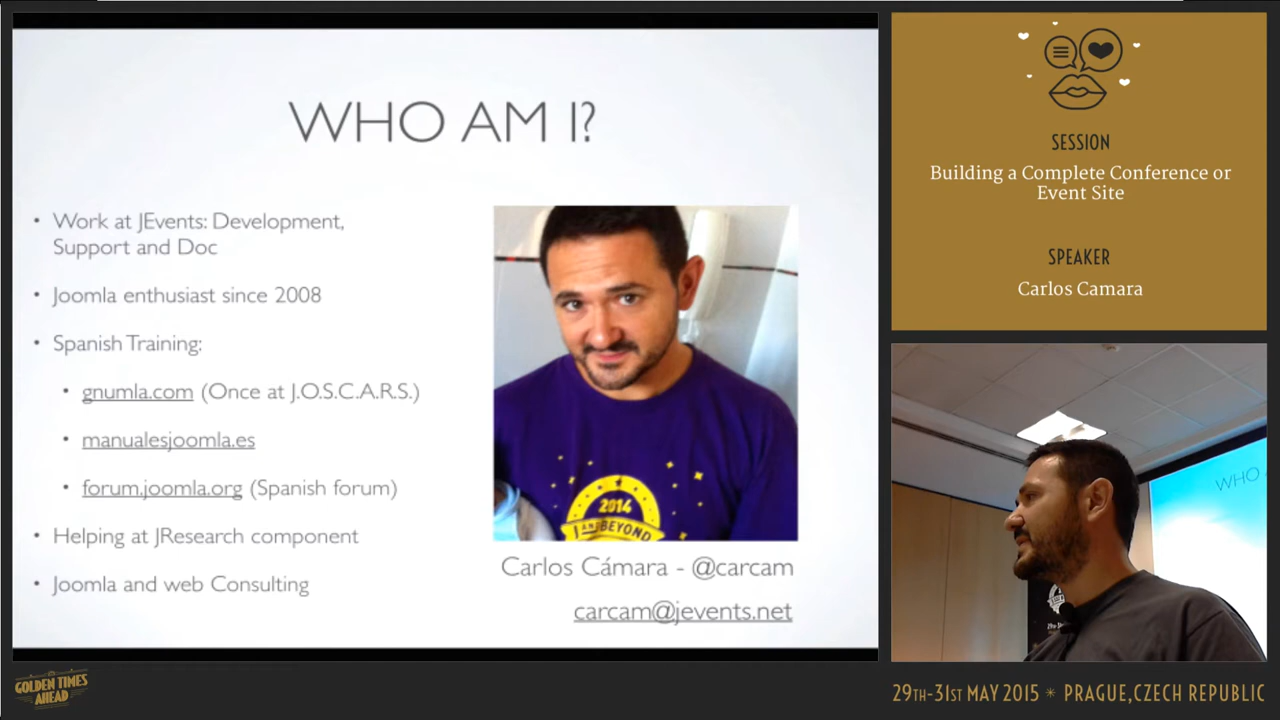 WHO AM I?
• Work at JEvents: Development,
Support and Doc
• Joomla enthusiast since 2008
• Spanish Training:
• gnumla.com (Once at J.O.S.C.A.R.S.)
• manualesjoomla.es
• forum.joomla.org (Spanish forum)
• Helping at JResearch component
• Joomla and web Consulting
2014
I AND BEYOND
Carlos Cámara - @carcam
carcam@jevents.net
SESSION
Building a Complete Conference or
Event Site
SPEAKER
Carlos Camara
WHO
GOLDEN TIMES
AHEAD
29TH-31ST MAY 2015 * PRAGUE,CZECH REPUBLIC